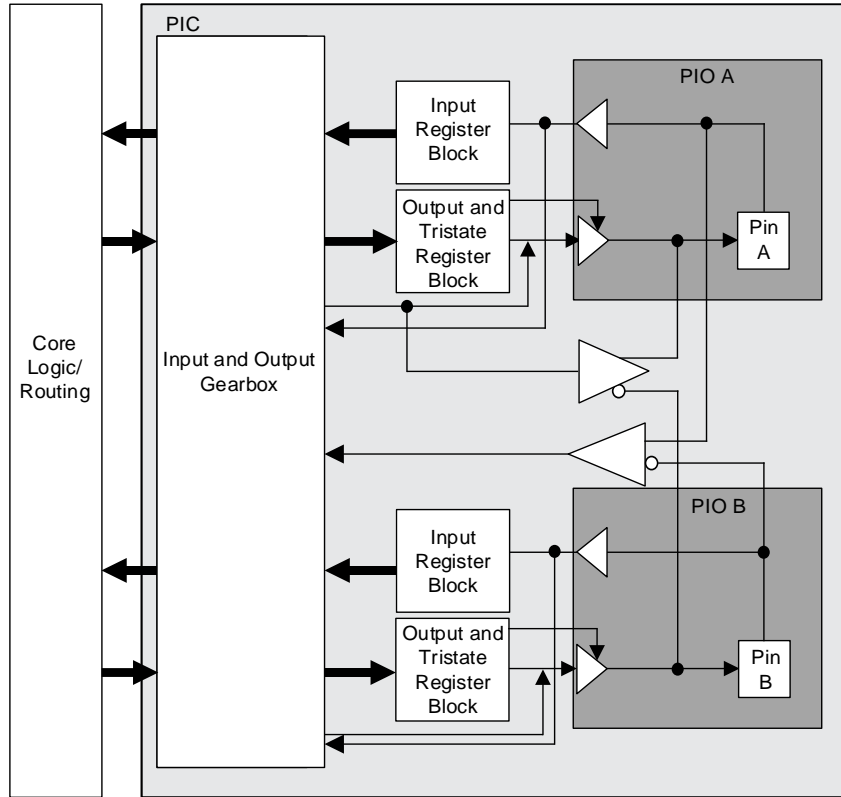 PIC
PIO A
Input
Register
Block
Output and
Tristate
Register
Block
Pin
A
Core
Logic/
Routing
Input and Output
Gearbox
PIO B
Input
Register
Block
Output and
Tristate
Register
Block
Pin
B